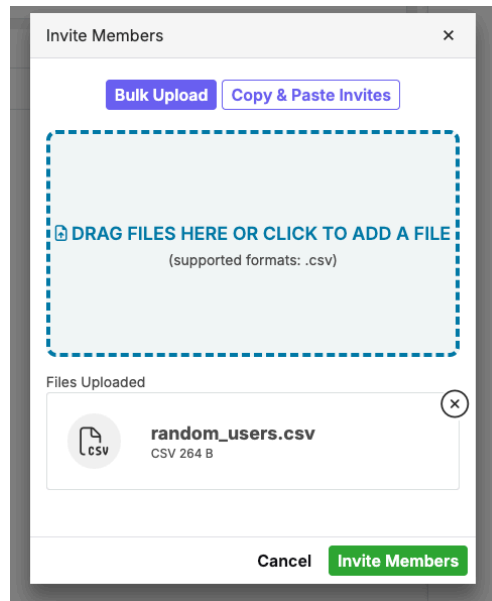 Invite Members
Bulk Upload Copy & Paste Invites
DRAG FILES HERE OR CLICK TO ADD A FILE
(supported formats: .csv)
Files Uploaded
CSV
random_users.csv
CSV 264 B
Cancel Invite Members